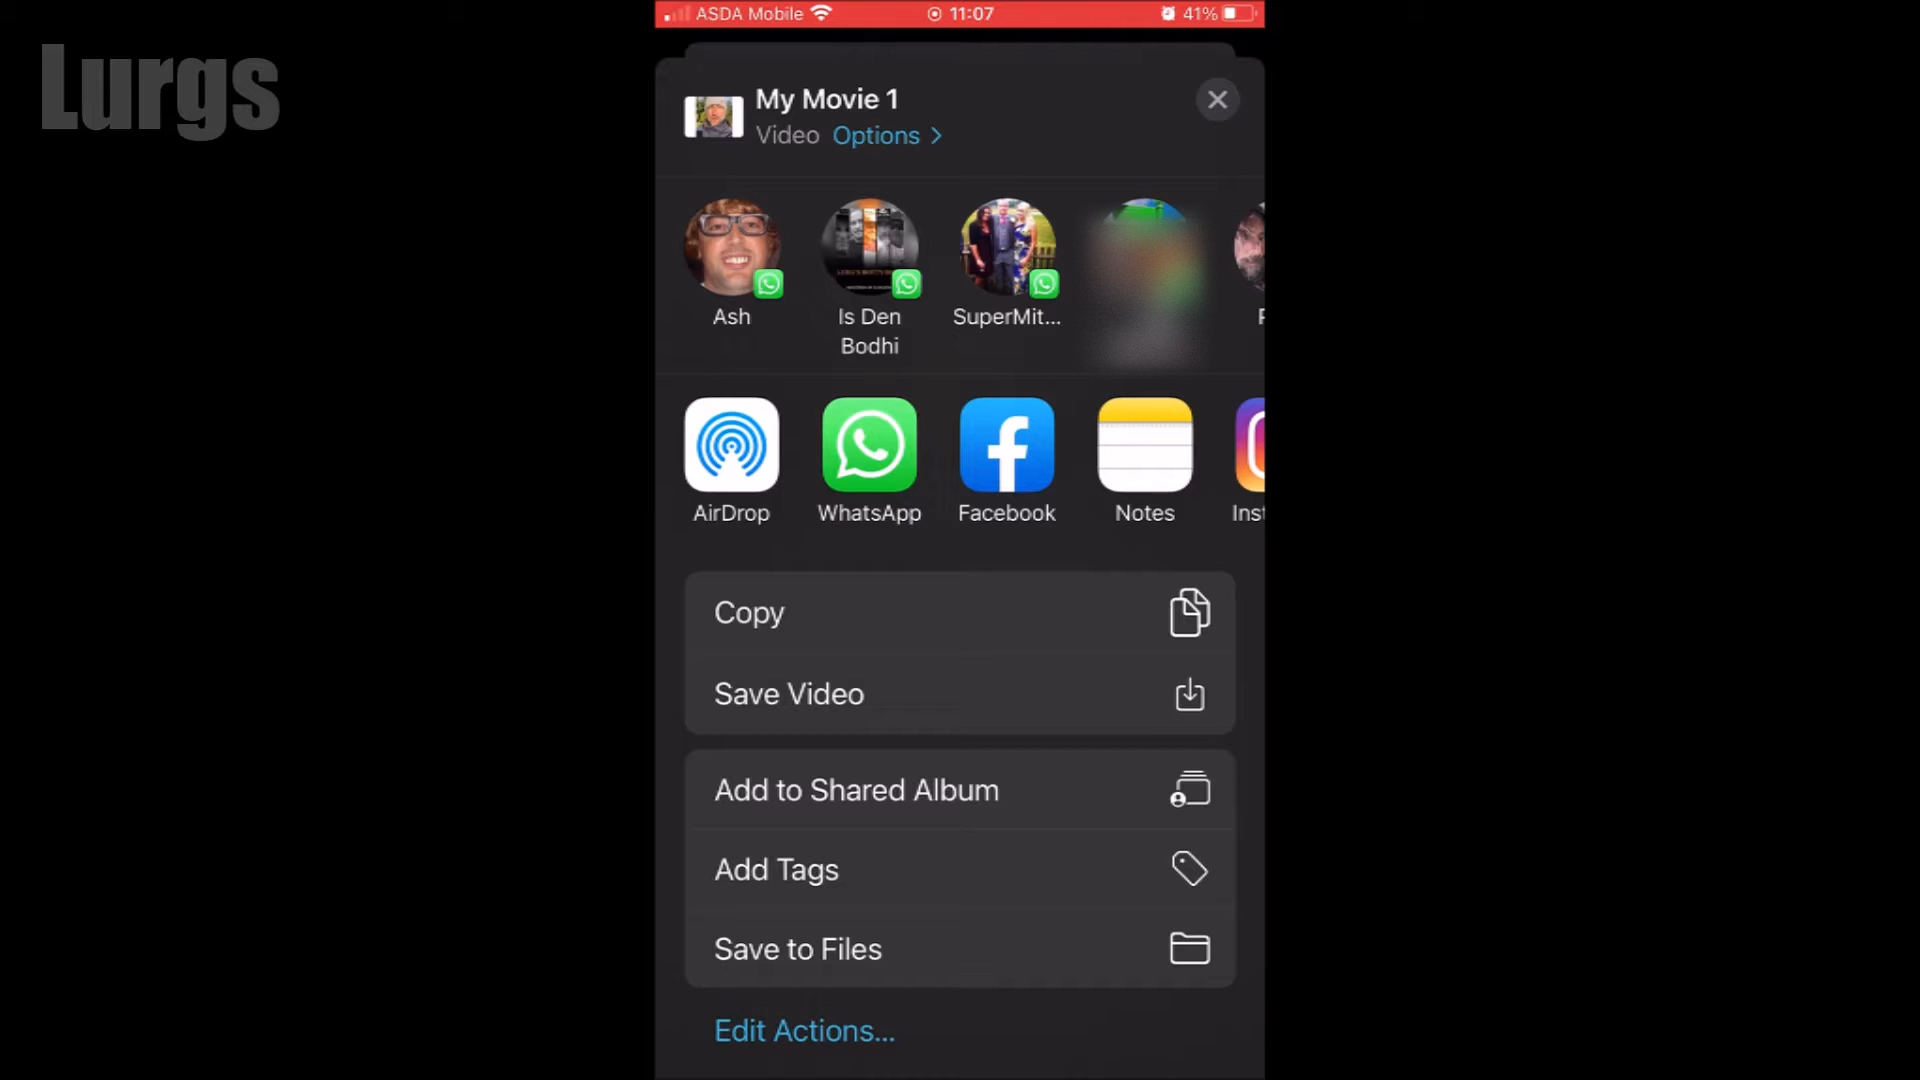 Lurgs
ASDA Mobile
11:07
41%
My Movie 1
Video Options
Ash
Is Den
Bodhi
SuperMit...
AirDrop
WhatsApp
Facebook
Notes
Inst
Copy
Save Video
Add to Shared Album
Add Tags
Save to Files
Edit Actions...